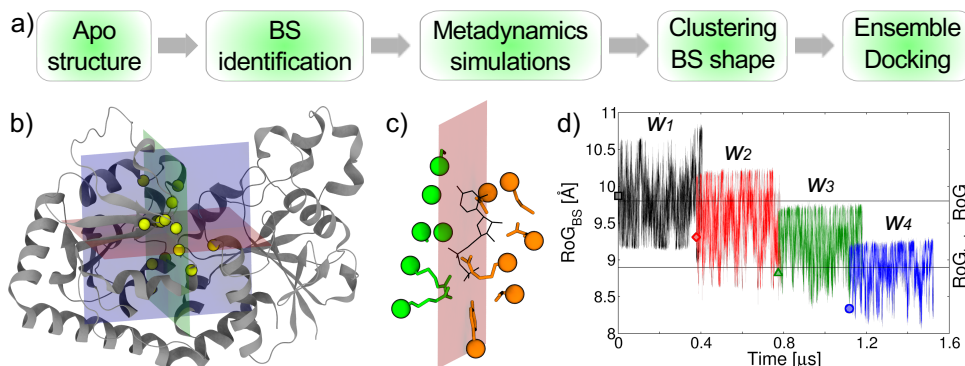 a)
Apo
structure
BS
identification
Metadynamics
simulations
Clustering
BS shape
Ensemble
Docking
b)
c)
d)
W1
W2
W3
W4
11
10.5
10
9.5
9
8.5
8
RoG_BS [Å]
0
0.4
0.8
1.2
1.6
Time [μs]
RoG
RoG